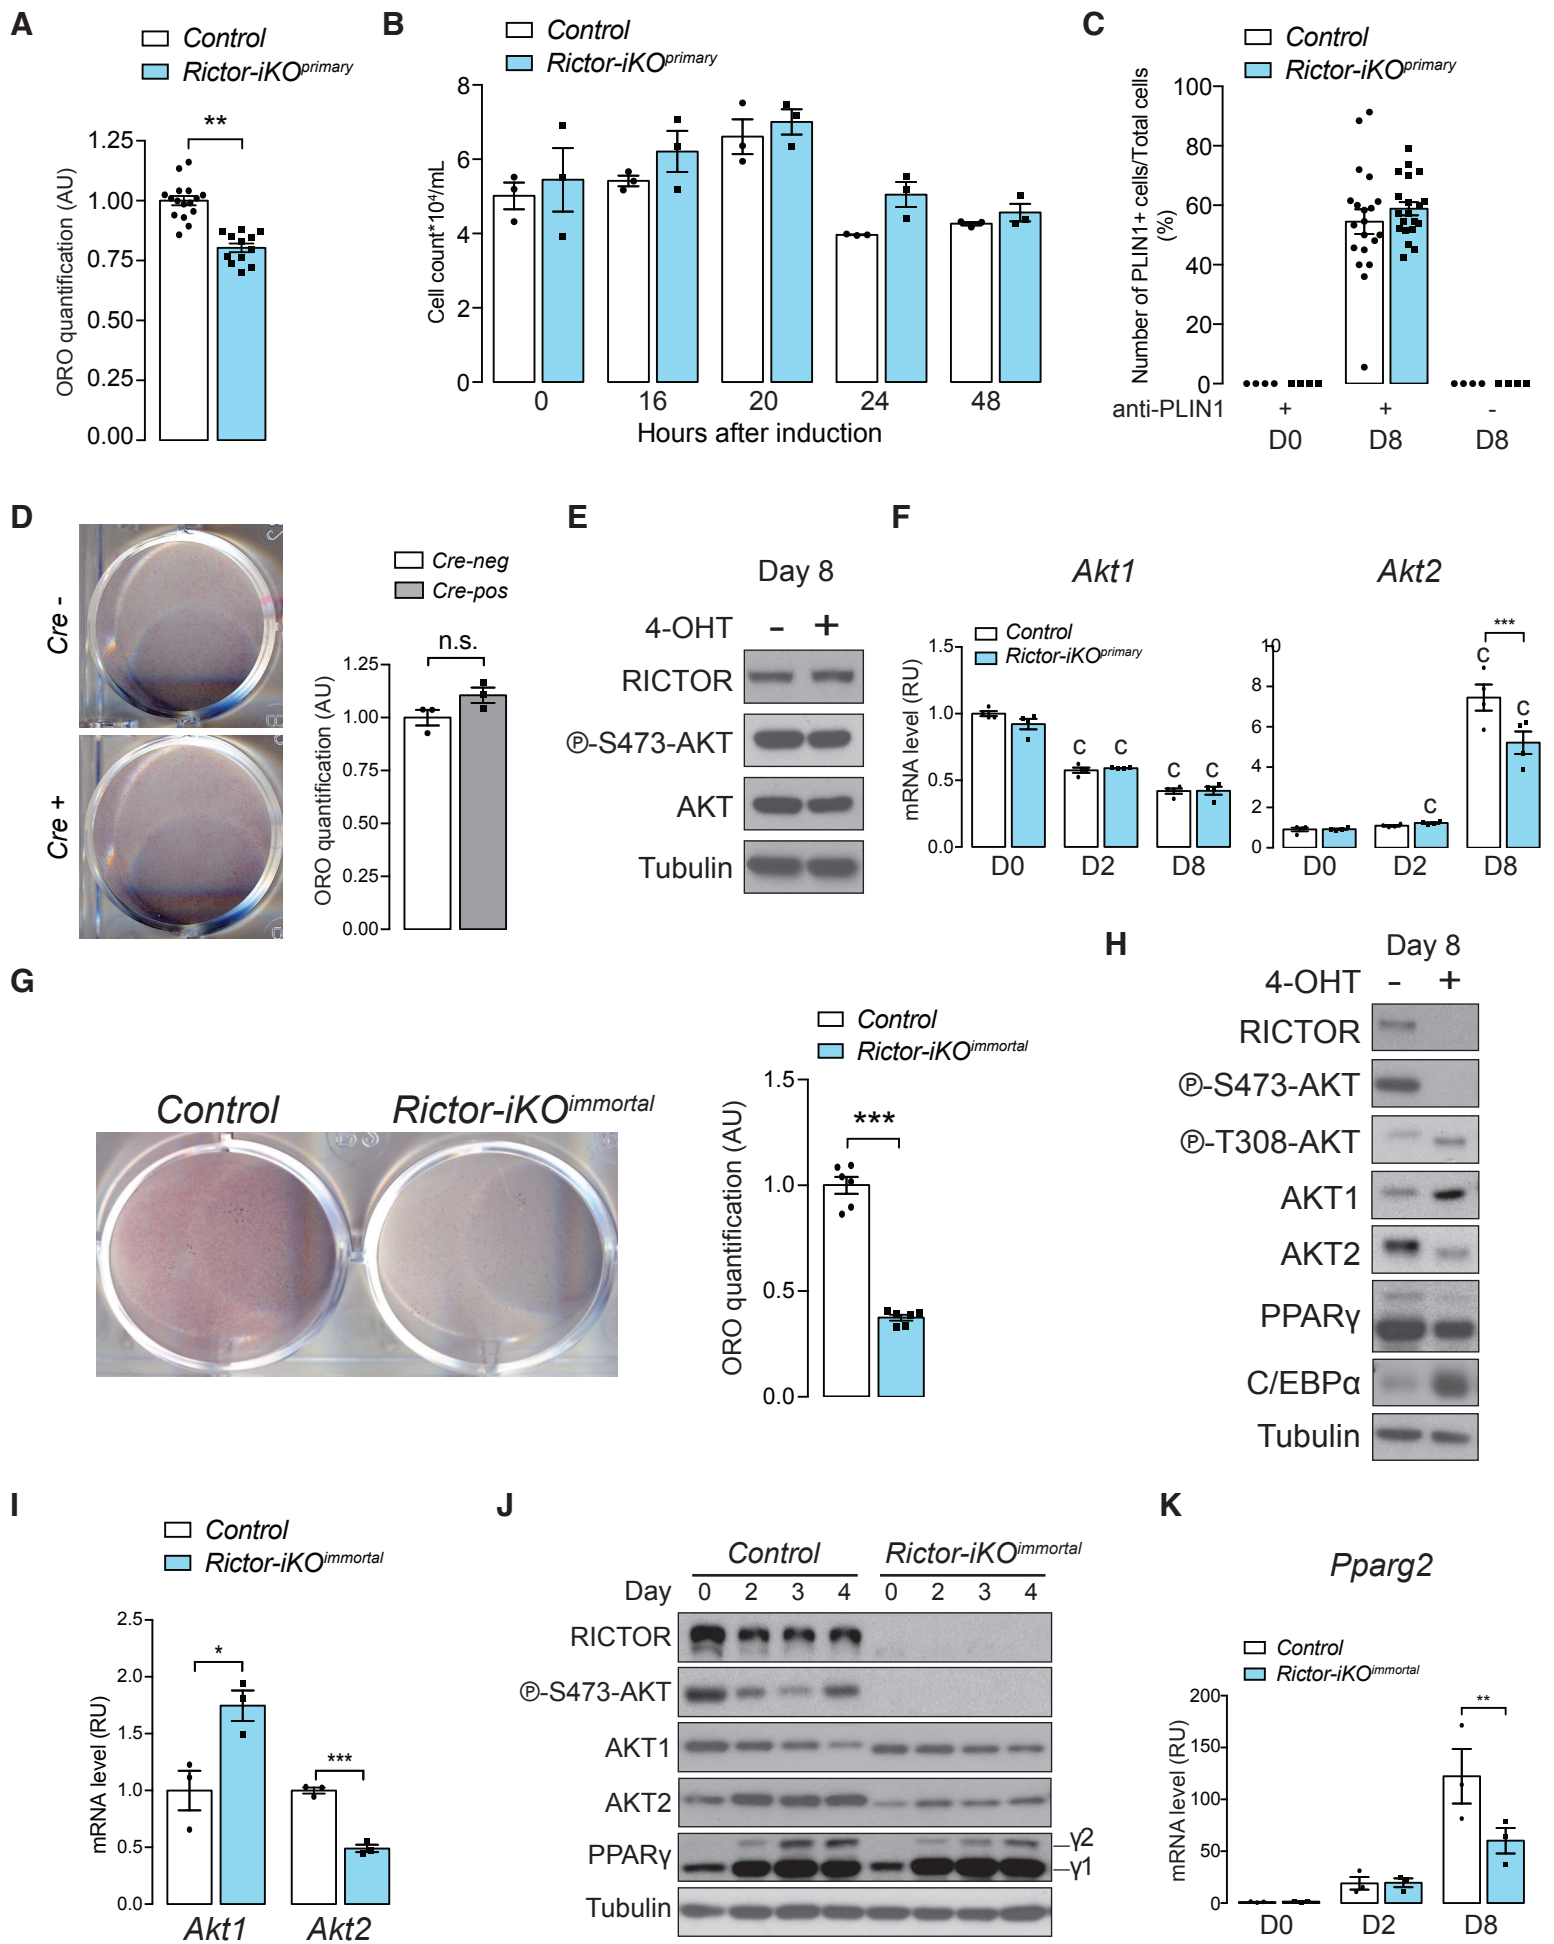 A
Control
Rictor-iKOprimary
**
ORO quantification (AU)
1.25
1.00
0.75
0.50
0.25
0.00
B
Control
Rictor-iKOprimary
Cell count*10⁴/mL
8
6
4
2
0
0 16 20 24 48
Hours after induction
C
Control
Rictor-iKOprimary
Number of PLIN1+ cells/Total cells
(%)
100
80
60
40
20
0
anti-PLIN1 + + -
D0 D8 D8
D
Cre -
Cre +
Cre-neg
Cre-pos
n.s.
ORO quantification (AU)
1.25
1.00
0.75
0.50
0.25
0.00
E
Day 8
4-OHT - +
RICTOR
Ⓟ-S473-AKT
AKT
Tubulin
F
Akt1
Control
Rictor-iKOprimary
mRNA level (RU)
1.5
1.0
0.5
0.0
C C
C C
D0 D2 D8
Akt2
***
10
8
6
4
2
0
C
C
C
D0 D2 D8
G
Control Rictor-iKOimmortal
Control
Rictor-iKOimmortal
***
ORO quantification (AU)
1.5
1.0
0.5
0.0
H
Day 8
4-OHT - +
RICTOR
Ⓟ-S473-AKT
Ⓟ-T308-AKT
AKT1
AKT2
PPARγ
C/EBPα
Tubulin
I
Control
Rictor-iKOimmortal
mRNA level (RU)
2.5
2.0
1.5
1.0
0.5
0.0
*
***
Akt1 Akt2
J
Control Rictor-iKOimmortal
Day 0 2 3 4 0 2 3 4
RICTOR
Ⓟ-S473-AKT
AKT1
AKT2
PPARγ
γ2
γ1
Tubulin
K
Pparg2
Control
Rictor-iKOimmortal
**
mRNA level (RU)
200
150
100
50
0
D0 D2 D8